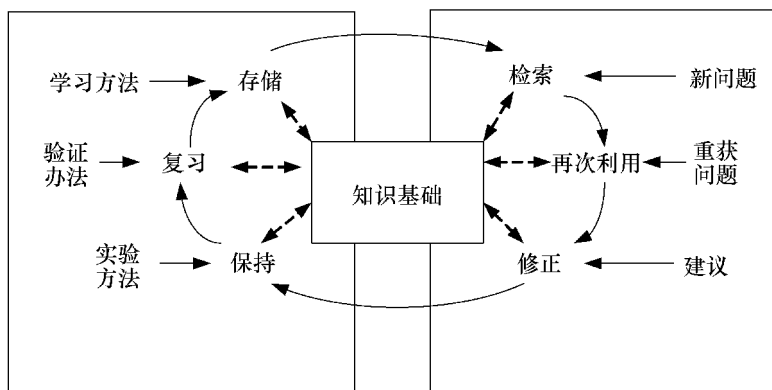 学习方法
存储
检索
新问题
验证
办法
复习
知识基础
再次利用
重获
问题
实验
方法
保持
修正
建议